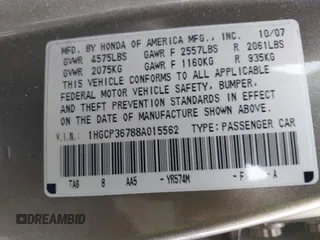 MFD. BY HONDA OF AMERICA MFG., INC. 10/07
GVWR 4575LBS GAWR F 2557LBS R 2061LBS
GVWR 2075KG GAWR F 1160KG R 935KG
THIS VEHICLE CONFORMS TO ALL APPLICABLE
FEDERAL MOTOR VEHICLE SAFETY, BUMPER,
AND THEFT PREVENTION STANDARDS IN EFFECT
ON THE DATE OF MANUFACTURE SHOWN ABOVE.
V.I.N.: 1HGCP36788A015562 TYPE: PASSENGER CAR
TA6 8 AA5 -YR574M -F -A
DREAMBID